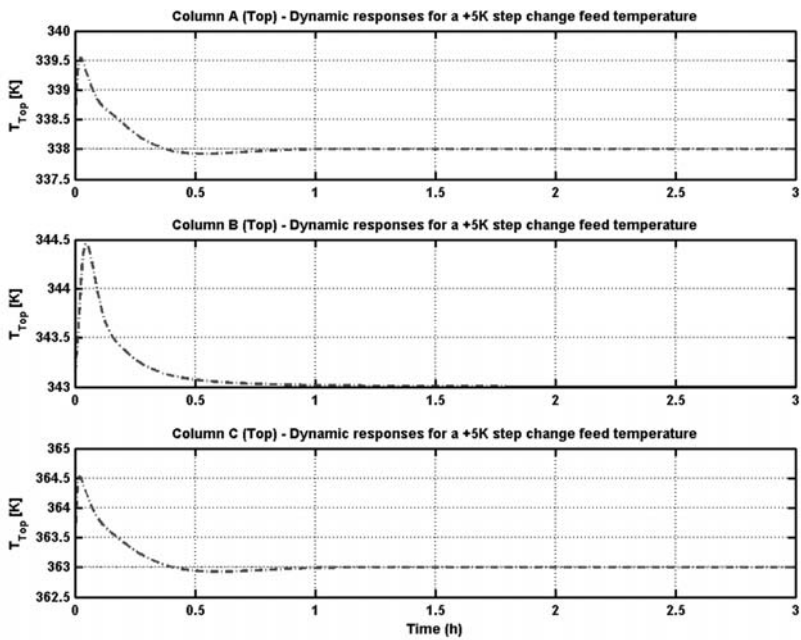 Column A (Top) - Dynamic responses for a +5K step change feed temperature
T_Top [K]
340
339.5
339
338.5
338
337.5
0 0.5 1 1.5 2 2.5 3
Column B (Top) - Dynamic responses for a +5K step change feed temperature
T_Top [K]
344.5
344
343.5
343
0 0.5 1 1.5 2 2.5 3
Column C (Top) - Dynamic responses for a +5K step change feed temperature
T_Top [K]
365
364.5
364
363.5
363
362.5
0 0.5 1 1.5 2 2.5 3
Time (h)